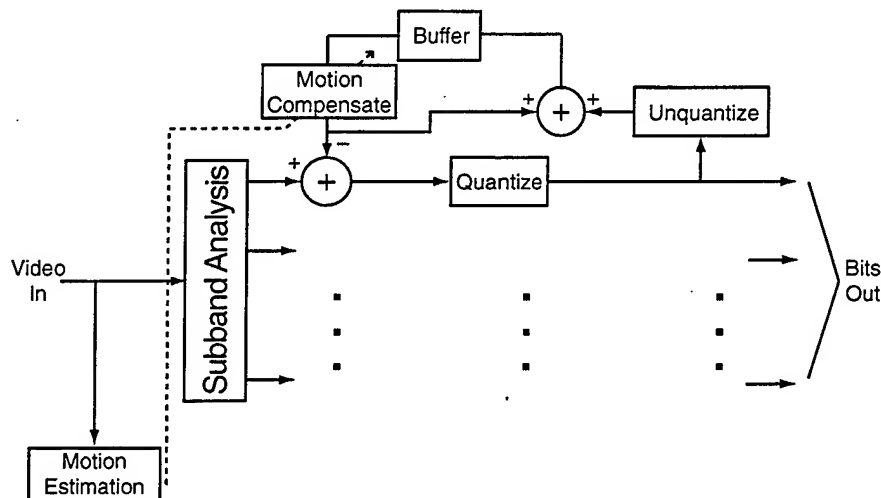 Buffer
Motion
Compensate
+
+
+
Unquantize
−
+
+
Quantize
Subband Analysis
Video
In
Bits
Out
Motion
Estimation